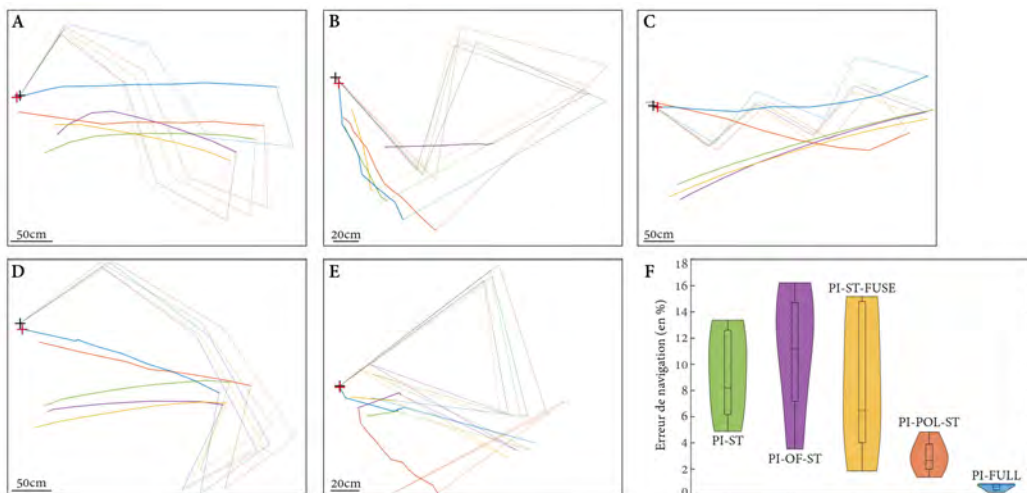 A
50cm
B
20cm
C
50cm
D
50cm
E
20cm
F
Erreur de navigation (en %)
18
16
14
12
10
8
6
4
2
0
PI-ST
PI-OF-ST
PI-ST-FUSE
PI-POL-ST
PI-FULL